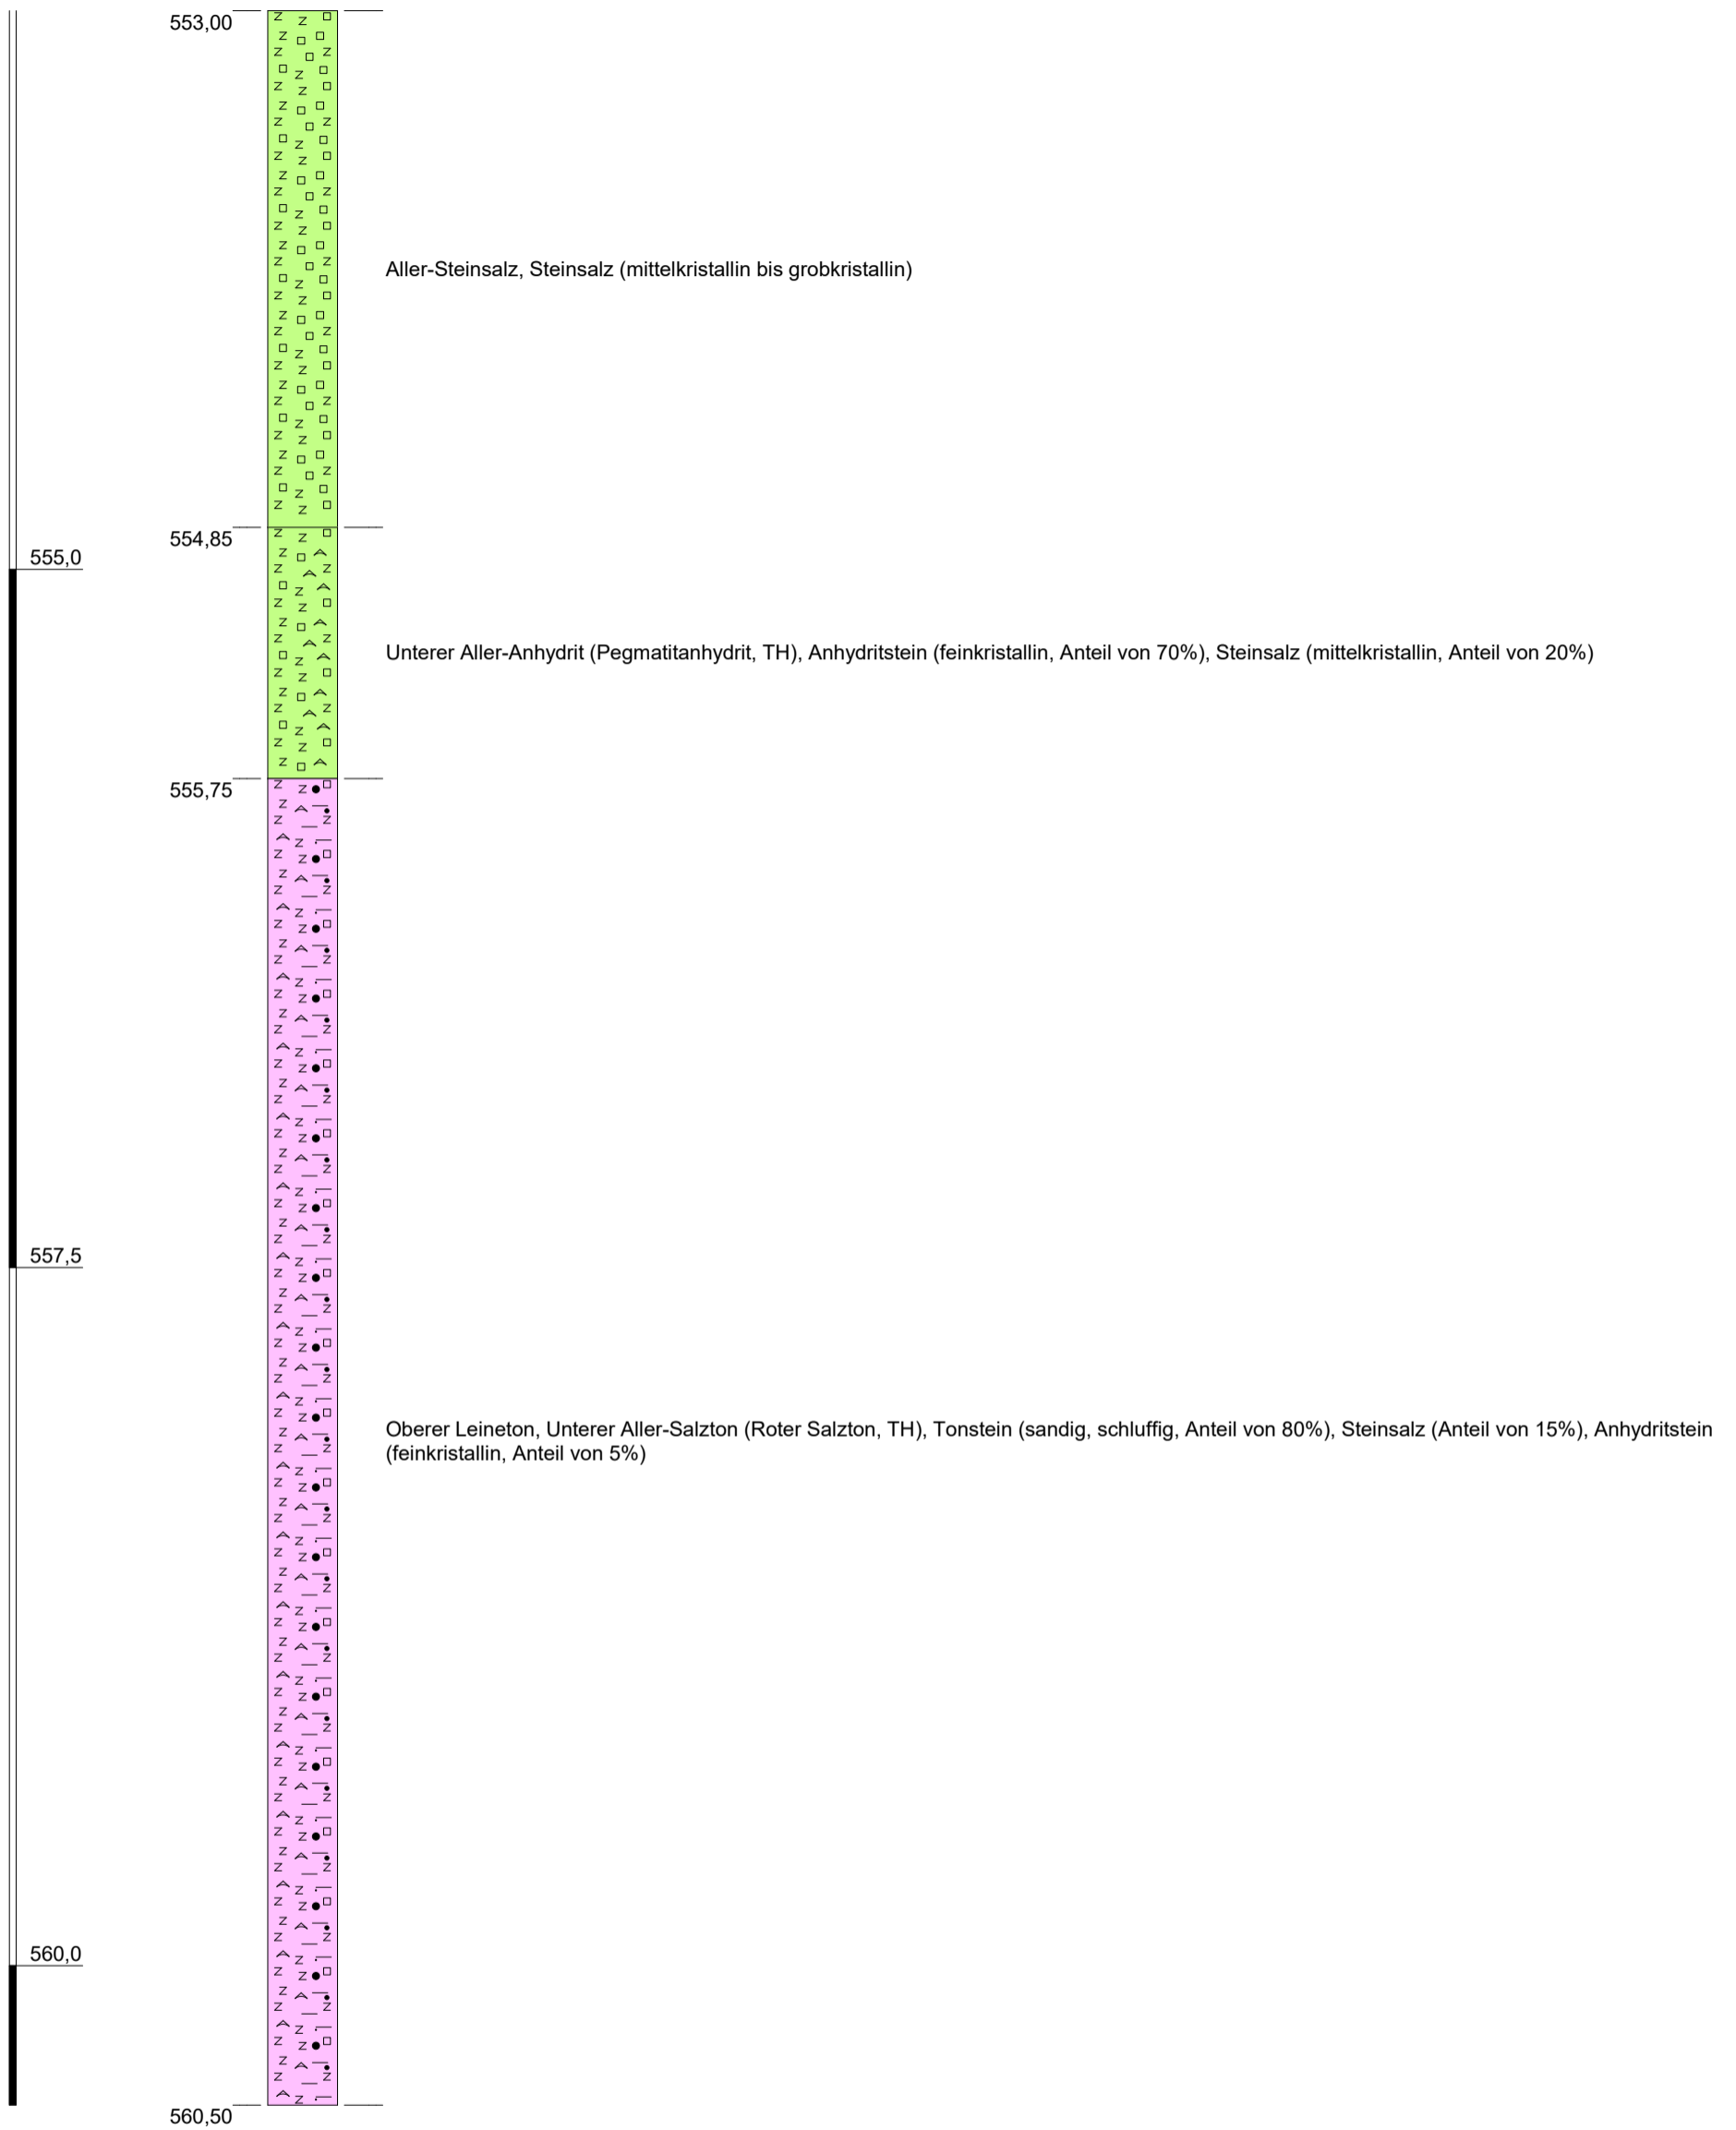 553,00
Aller-Steinsalz, Steinsalz (mittelkristallin bis grobkristallin)
554,85
555,0
Unterer Aller-Anhydrit (Pegmatitanhydrit, TH), Anhydritstein (feinkristallin, Anteil von 70%), Steinsalz (mittelkristallin, Anteil von 20%)
555,75
557,5
Oberer Leineton, Unterer Aller-Salzton (Roter Salzton, TH), Tonstein (sandig, schluffig, Anteil von 80%), Steinsalz (Anteil von 15%), Anhydritstein
(feinkristallin, Anteil von 5%)
560,0
560,50